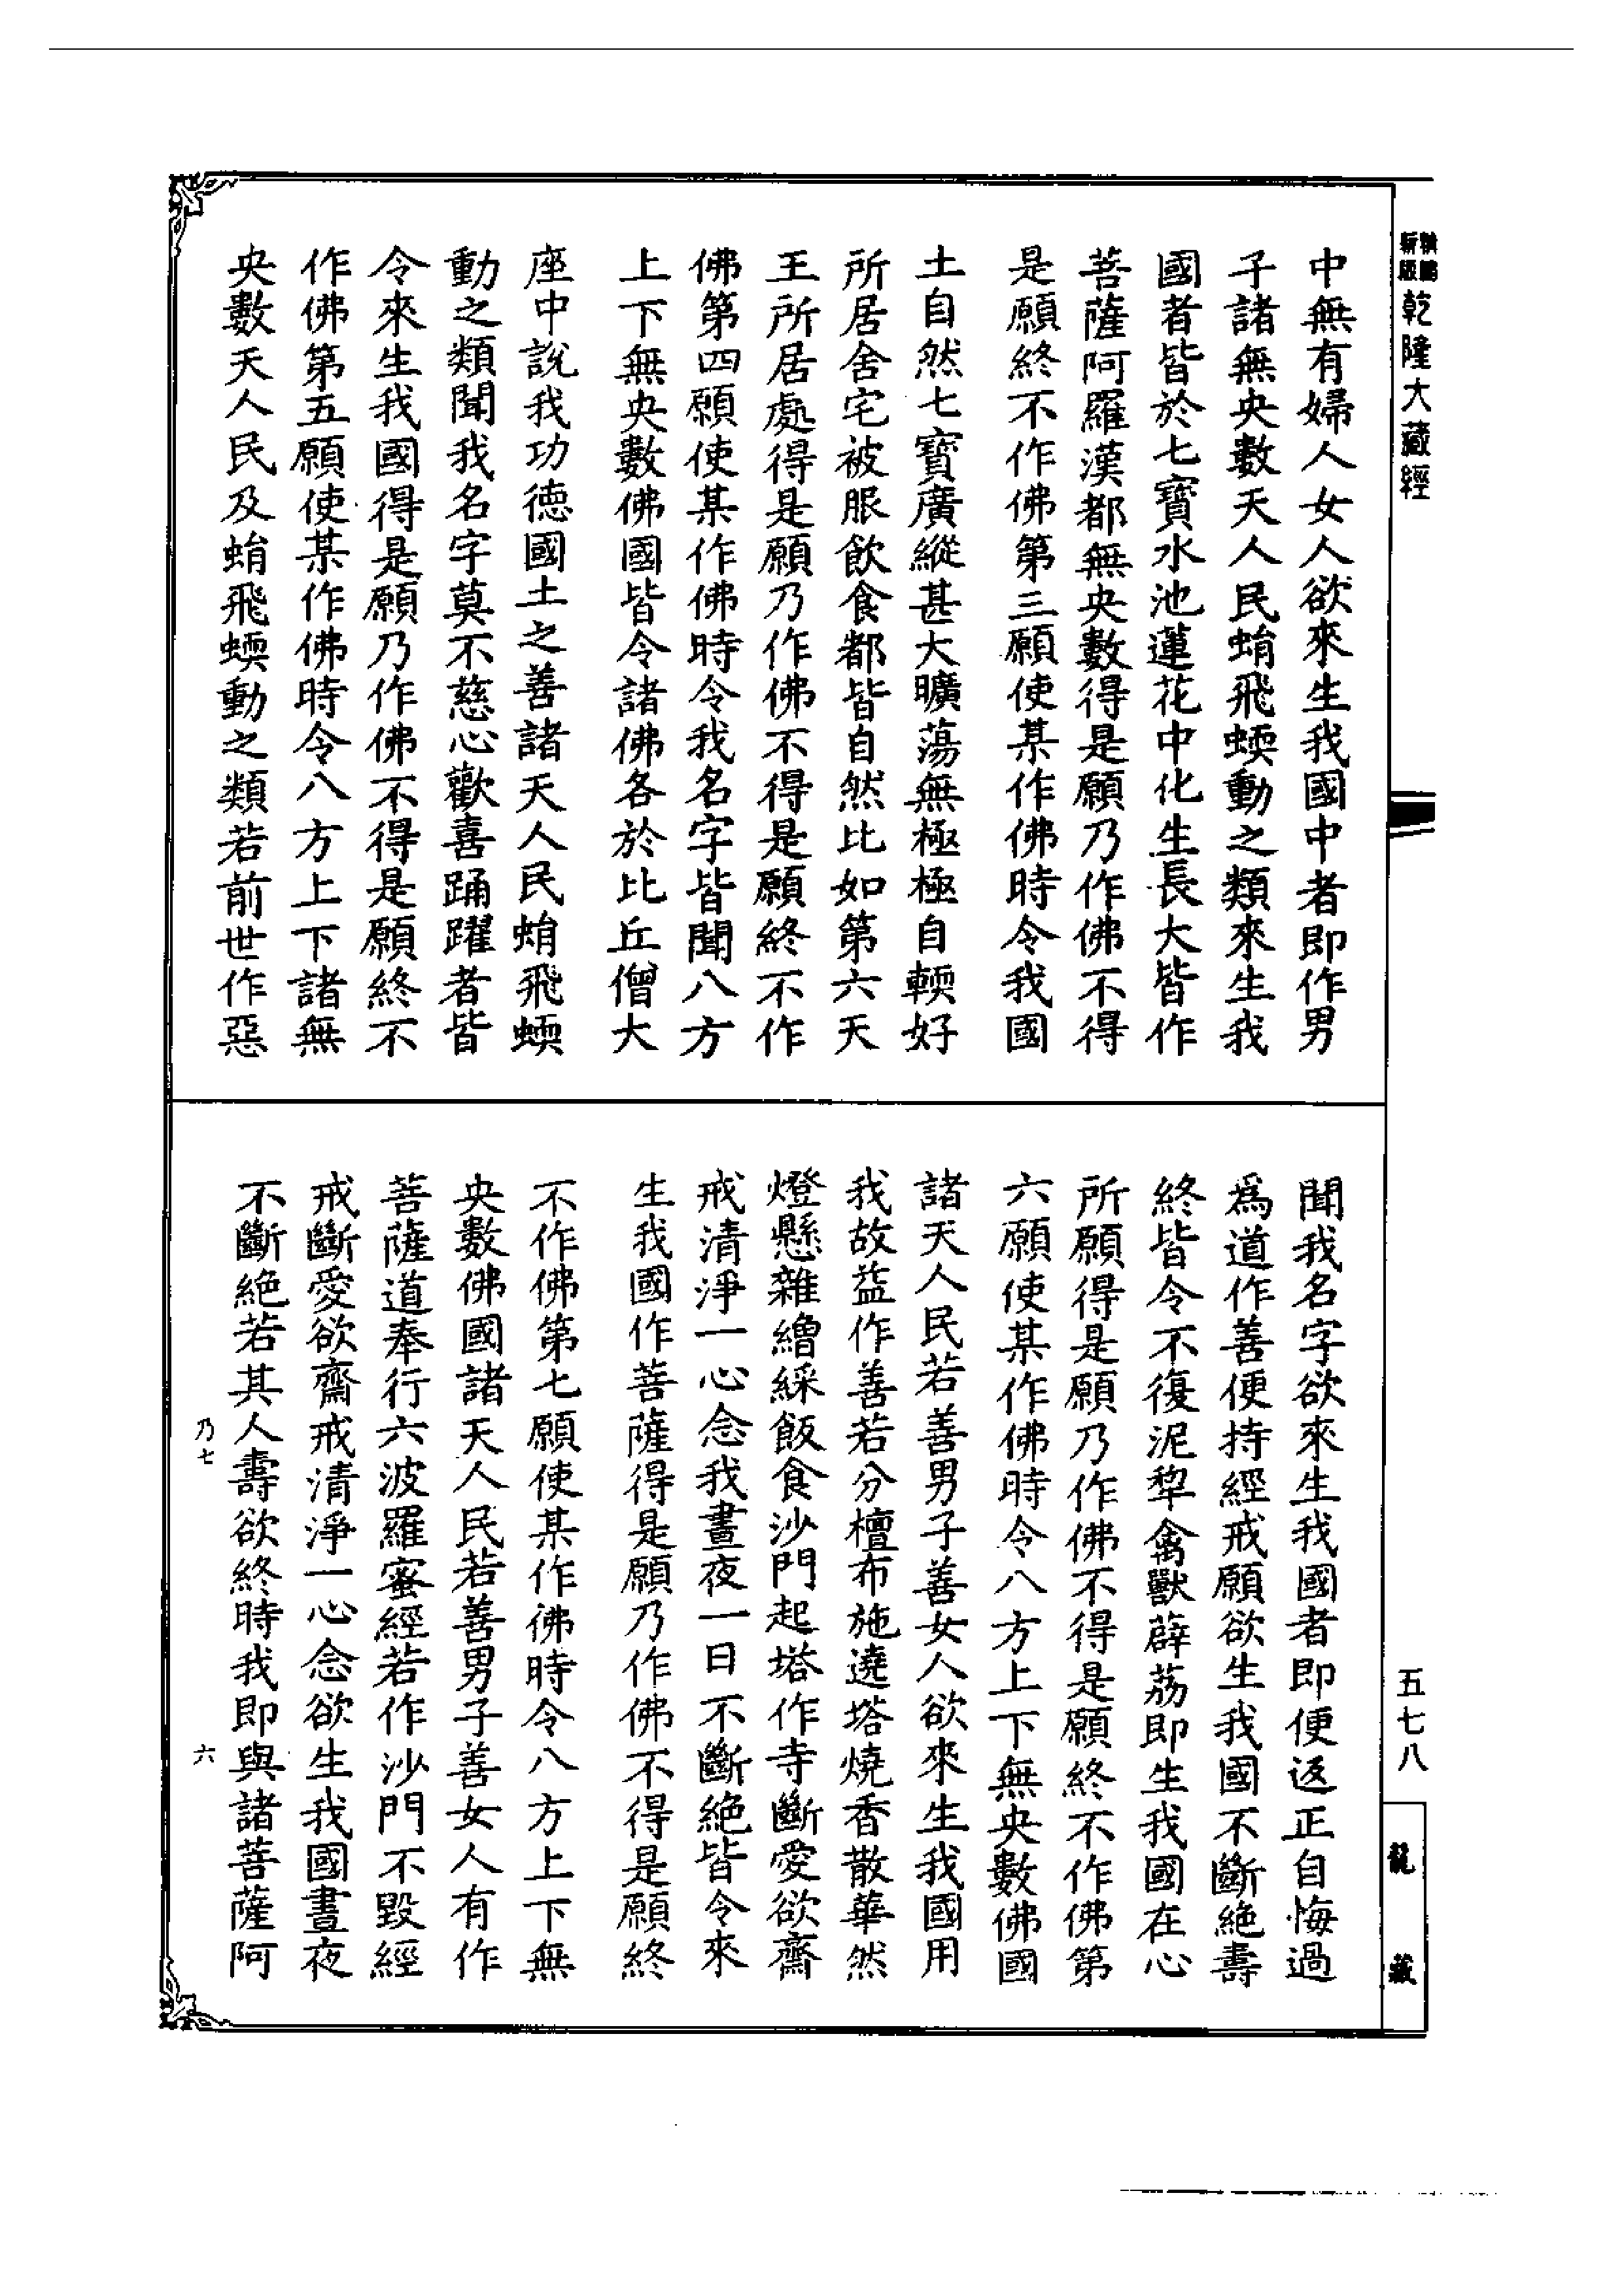 乾隆大藏經
中無有婦人女人欲來生我國中者即作男
子諸無央數天人民蜎飛蝡動之類來生我
國者皆於七寶水池蓮花中化生長大皆作
菩薩阿羅漢都無央數得是願乃作佛不得
是願終不作佛第三願使某作佛時令我國
土自然七寶廣縱甚大曠蕩無極極自輭好
所居舍宅被服飲食都皆自然比如第六天
王所居處得是願乃作佛不得是願終不作
佛第四願使某作佛時令我名字皆聞八方
上下無央數佛國皆令諸佛各於比丘僧大
座中說我功德國土之善諸天人民蜎飛蝡
動之類聞我名字莫不慈心歡喜踊躍者皆
令來生我國得是願乃作佛不得是願終不
作佛第五願使某作佛時令八方上下諸無
央數天人民及蜎飛蝡動之類若前世作惡
聞我名字欲來生我國者即便返正自悔過
爲道作善便持經戒願欲生我國不斷絕壽
終皆令不復泥犂禽獸薜荔即生我國在心
所願得是願乃作佛不得是願終不作佛第
六願使某作佛時令八方上下無央數佛國
諸天人民若善男子善女人欲來生我國用
我故益作善若分檀布施遶塔燒香散華然
燈懸雜繒綵飯食沙門起塔作寺斷愛欲齋
戒清淨一心念我晝夜一日不斷絕皆令來
生我國作菩薩得是願乃作佛不得是願終
不作佛第七願使某作佛時令八方上下無
央數佛國諸天人民若善男子善女人有作
菩薩道奉行六波羅蜜經若作沙門不毀經
戒斷愛欲齋戒清淨一心念欲生我國晝夜
不斷絕若其人壽欲終時我即與諸菩薩阿
乃七
六
五七八
龍藏